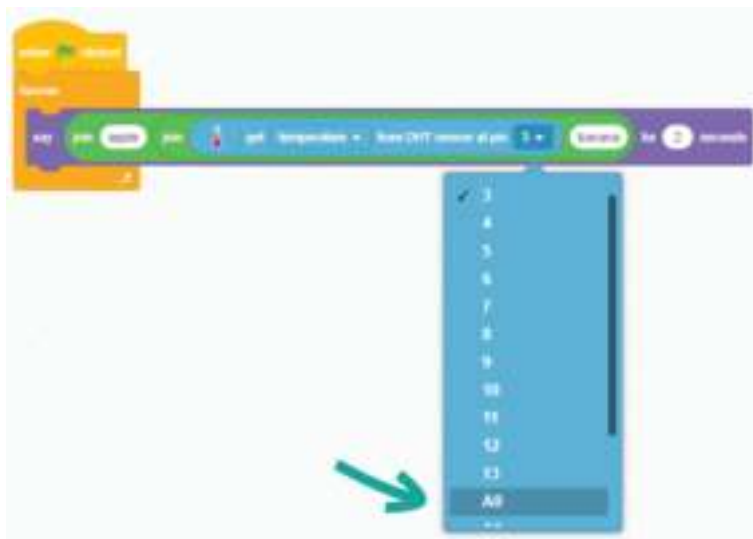 when clicked
forever
say join apple join get temperature from DHT sensor at pin 3 banana for 2 seconds
3
4
5
6
7
8
9
10
11
12
13
A0